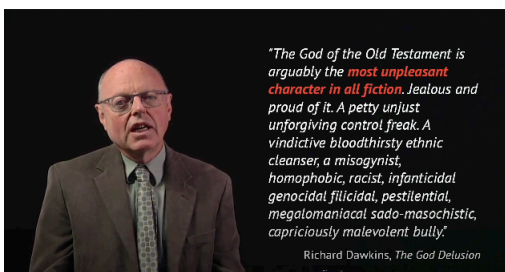 "The God of the Old Testament is
arguably the most unpleasant
character in all fiction. Jealous and
proud of it. A petty unjust
unforgiving control freak. A
vindictive bloodthirsty ethnic
cleanser, a misogynist,
homophobic, racist, infanticidal
genocidal filicidal, pestilential,
megalomaniacal sado-masochistic,
capriciously malevolent bully."
Richard Dawkins, The God Delusion